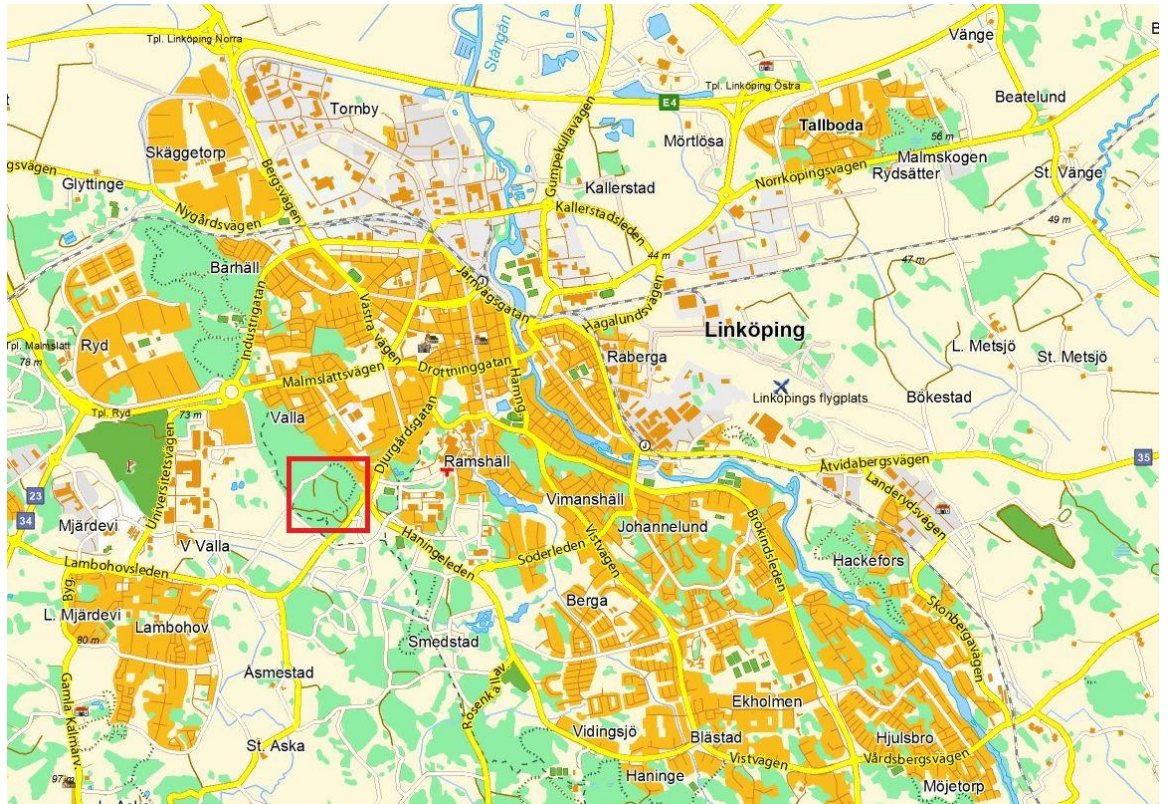 Vänge
Tpl. Linköping Norra
Stångån
Tpl. Linköping Östra
E4
Beatelund
Tornby
Tallboda
Gumpekullavägen
Mörtlösa
56 m
Skäggetorp
Malmskogen
Rydsätter
Norrköpingsvägen
St. Vänge
Bergsvägen
Glyttinge
Kallerstad
Kallerstadsleden
Nygårdsvägen
49 m
44 m
47 m
Barhäll
Järnvägsgatan
Hagalundsvägen
Linköping
Industrigatan
Västra vägen
Tpl. Malmslätt
Ryd
78 m
Råberga
L. Metsjö
St. Metsjö
Drottninggatan
Malmslättsvägen
Hamng.
Linköpings flygplats
Bökestad
Tpl. Ryd
73 m
Valla
Djurgårdsgatan
Ramshäll
Universitetsvägen
Åtvidabergsvägen
35
Landerydsvägen
23
34
Mjärdevi
Vimanshäll
Johannelund
V Valla
Haningeleden
Söderleden
Vistvägen
Brokindsleden
Hackefors
Lambohovsleden
Berga
Skonbergavägen
L. Mjärdevi
Lambohov
80 m
Smedstad
Åsmestad
Gamla Kalmarv.
Ekholmen
Vidingsjö
Blästad
Hjulsbro
St. Aska
Vistvägen
Vårdsbergsvägen
Haninge
97 m
Möjetorp